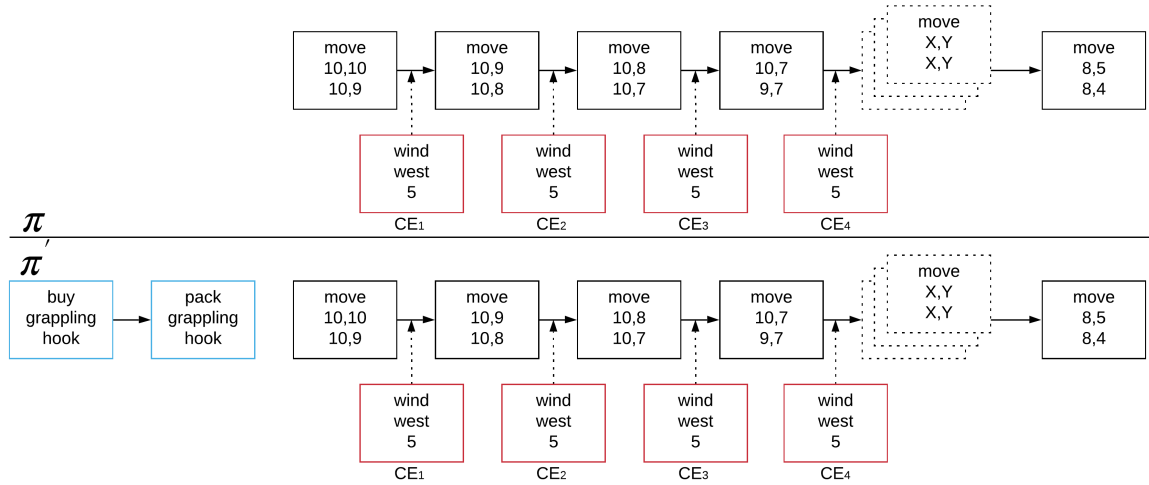 move
10,10
10,9
move
10,9
10,8
move
10,8
10,7
move
10,7
9,7
move
X,Y
X,Y
move
8,5
8,4
wind
west
5
CE1
wind
west
5
CE2
wind
west
5
CE3
wind
west
5
CE4
π
π′
buy
grappling
hook
pack
grappling
hook
move
10,10
10,9
move
10,9
10,8
move
10,8
10,7
move
10,7
9,7
move
X,Y
X,Y
move
8,5
8,4
wind
west
5
CE1
wind
west
5
CE2
wind
west
5
CE3
wind
west
5
CE4